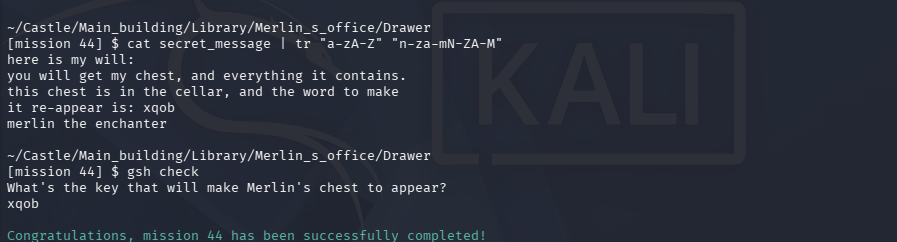 ~/Castle/Main_building/Library/Merlin_s_office/Drawer
[mission 44] $ cat secret_message | tr "a-zA-Z" "n-za-mN-ZA-M"
here is my will:
you will get my chest, and everything it contains.
this chest is in the cellar, and the word to make
it re-appear is: xqob
merlin the enchanter
~/Castle/Main_building/Library/Merlin_s_office/Drawer
[mission 44] $ gsh check
What's the key that will make Merlin's chest to appear?
xqob
Congratulations, mission 44 has been successfully completed!
KALI